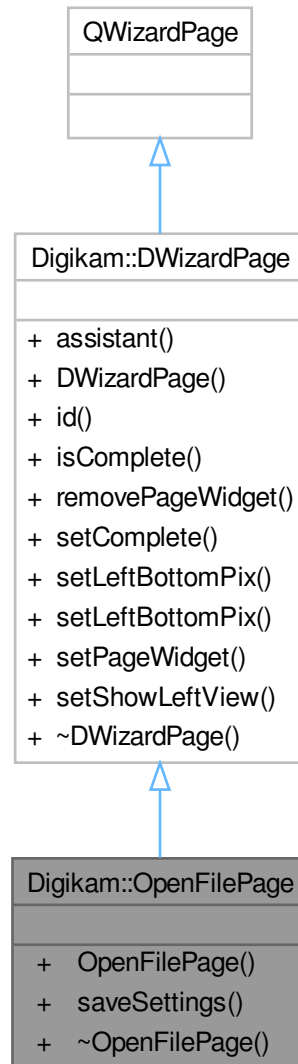 QWizardPage
Digikam::DWizardPage
+ assistant()
+ DWizardPage()
+ id()
+ isComplete()
+ removePageWidget()
+ setComplete()
+ setLeftBottomPix()
+ setLeftBottomPix()
+ setPageWidget()
+ setShowLeftView()
+ ~DWizardPage()
Digikam::OpenFilePage
+ OpenFilePage()
+ saveSettings()
+ ~OpenFilePage()